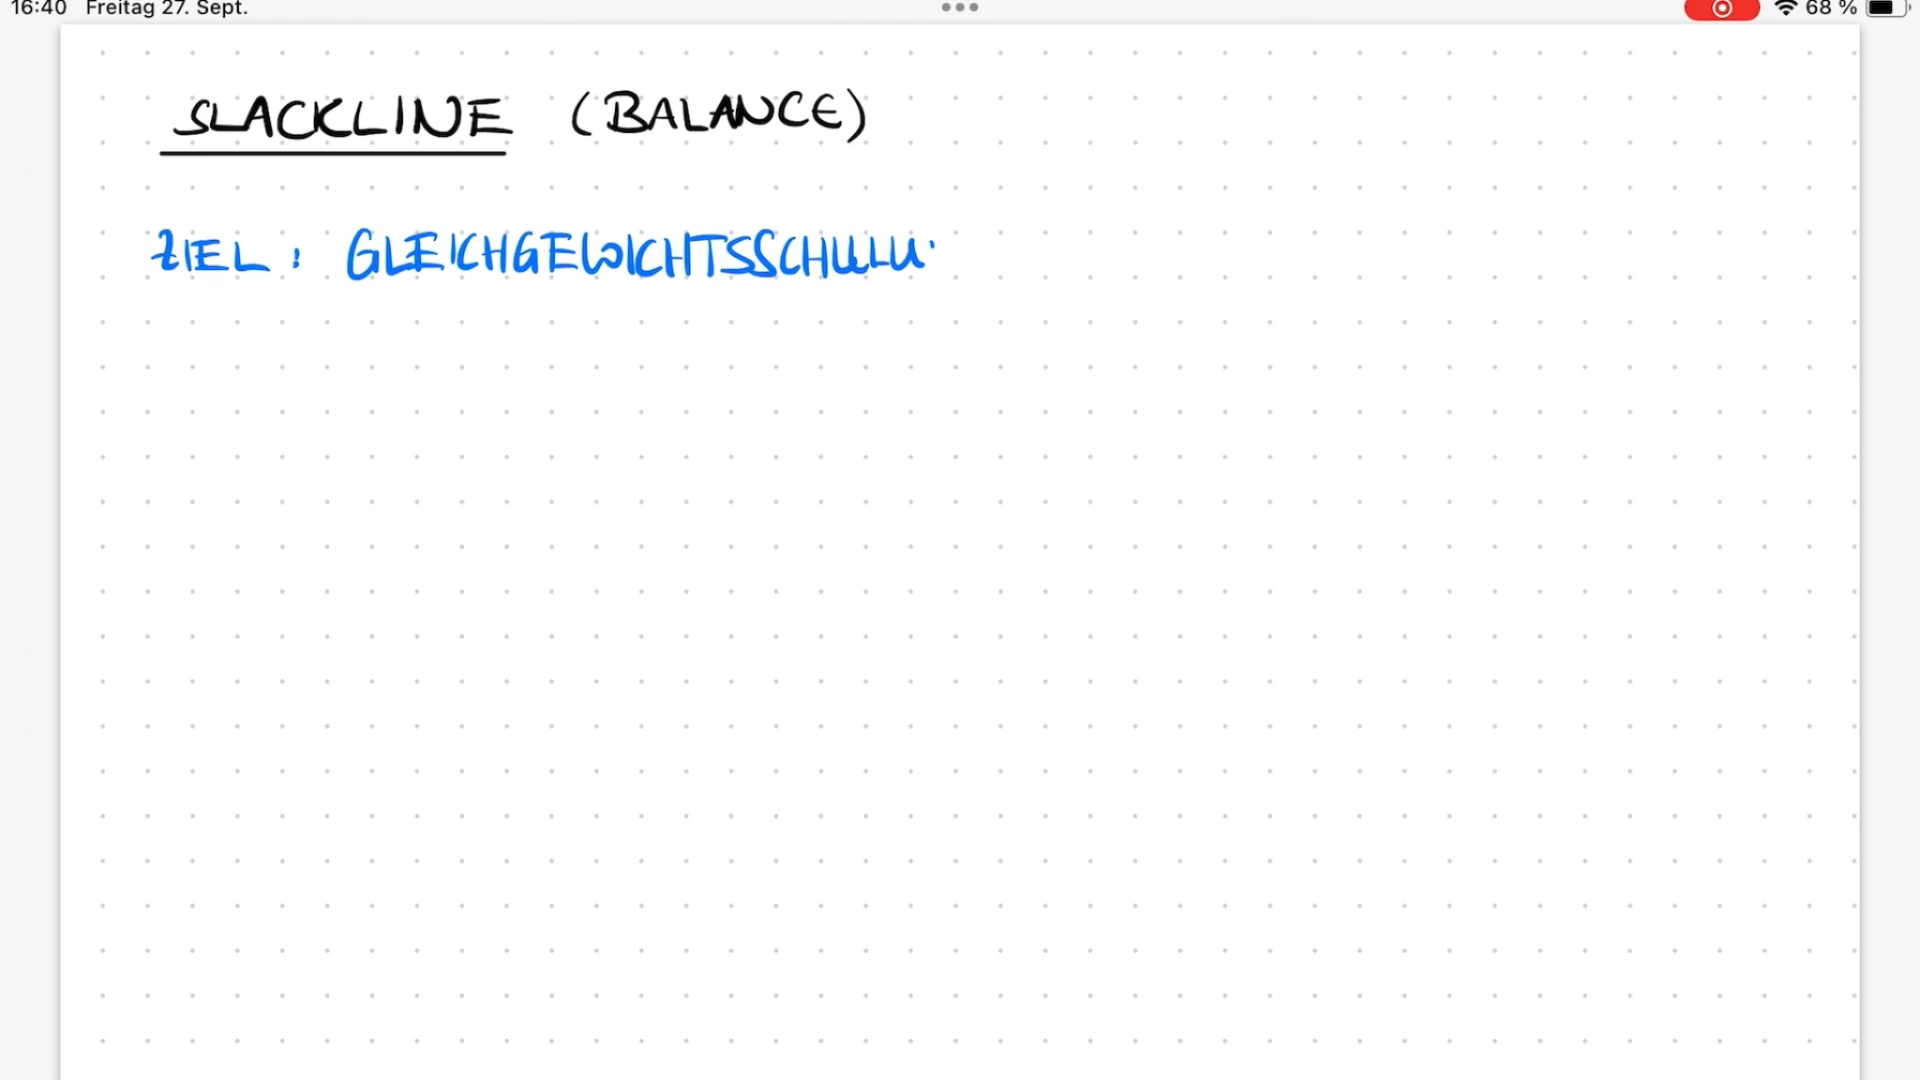 16:40 Freitag 27. Sept. 68 %
SLACKLINE (BALANCE)
ZIEL: GLEICHGEWICHTSSCHULU